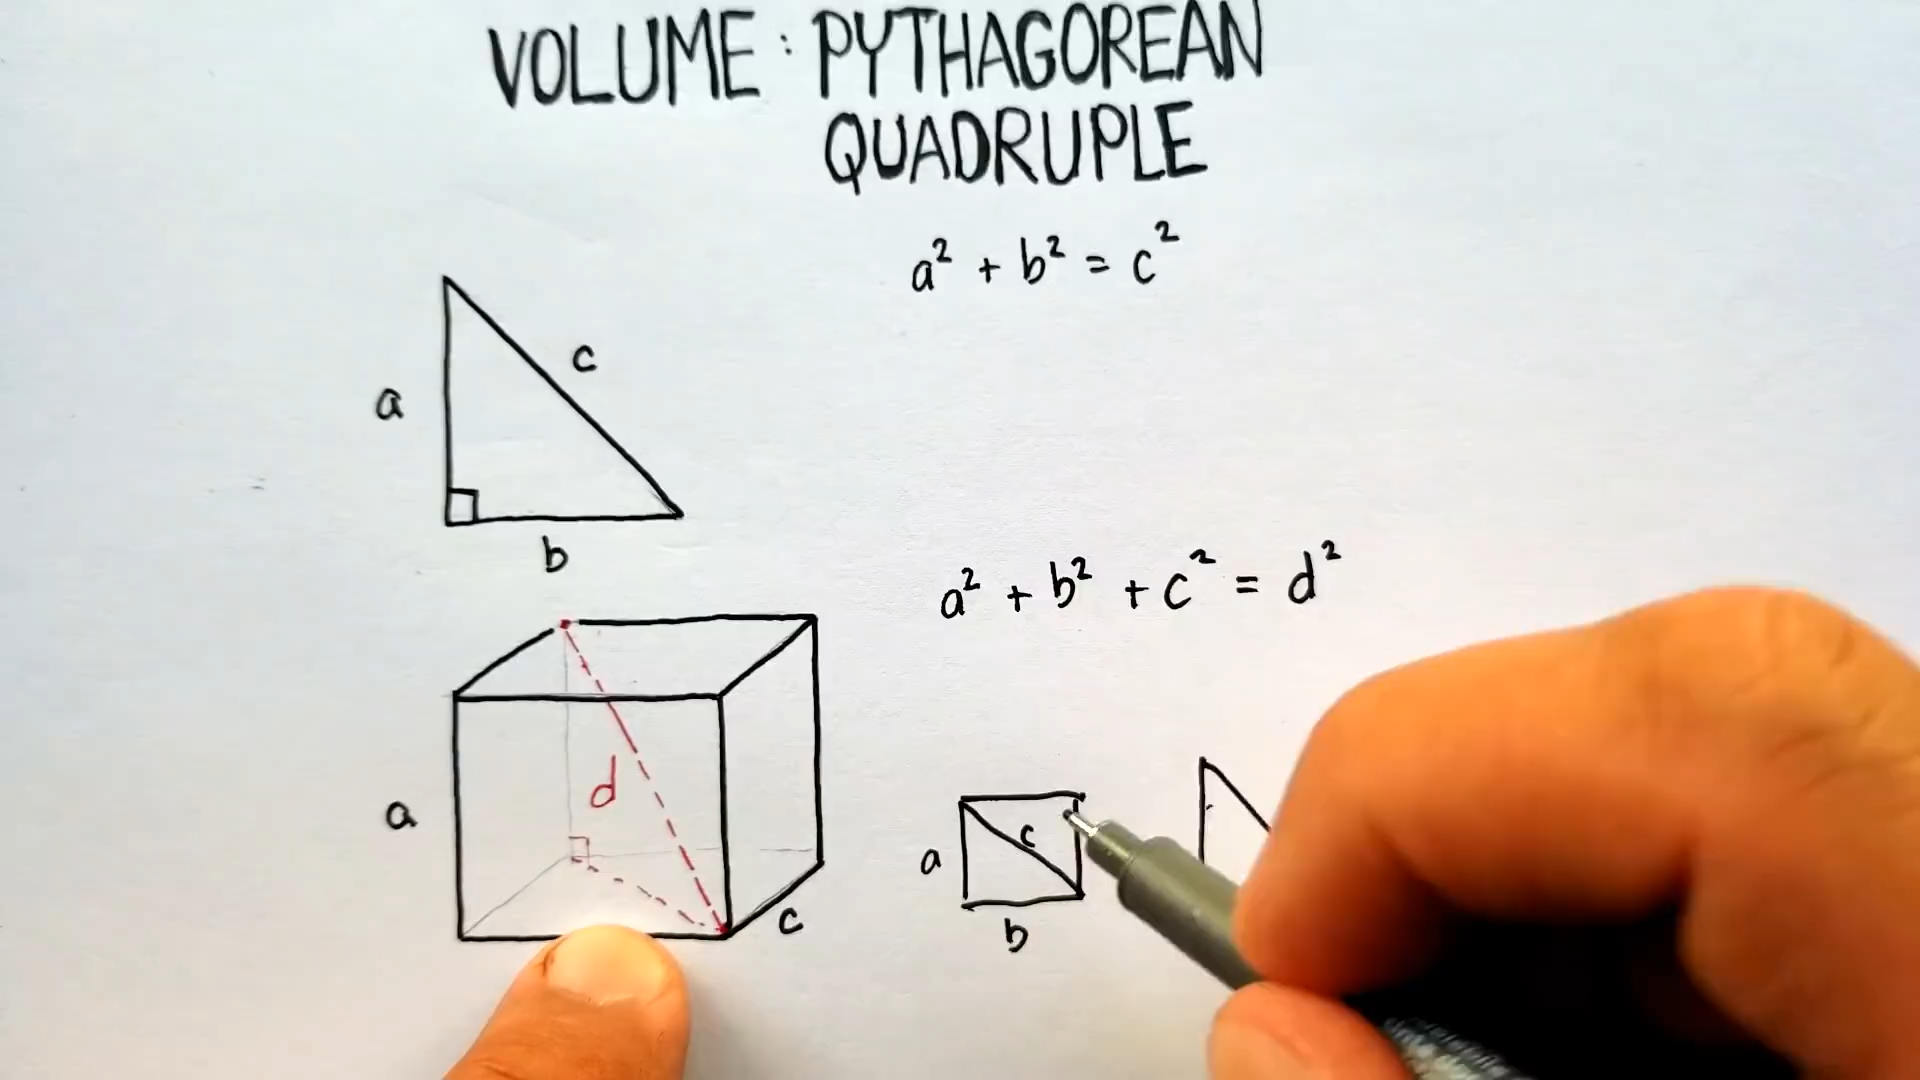 VOLUME: PYTHAGOREAN
QUADRUPLE
a² + b² = c²
c
a
b
a² + b² + c² = d²
d
a
c
c
a
b